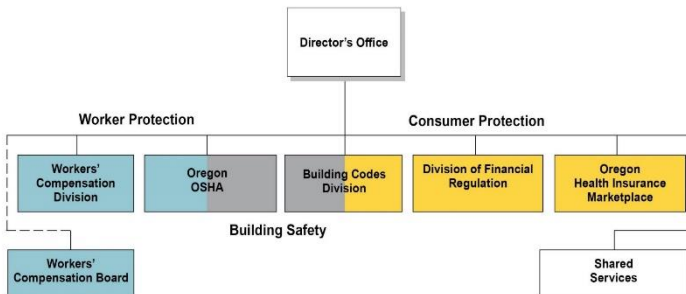 Director's Office
Worker Protection
Consumer Protection
Workers'
Compensation
Division
Oregon
OSHA
Building Codes
Division
Division of Financial
Regulation
Oregon
Health Insurance
Marketplace
Building Safety
Workers'
Compensation Board
Shared
Services